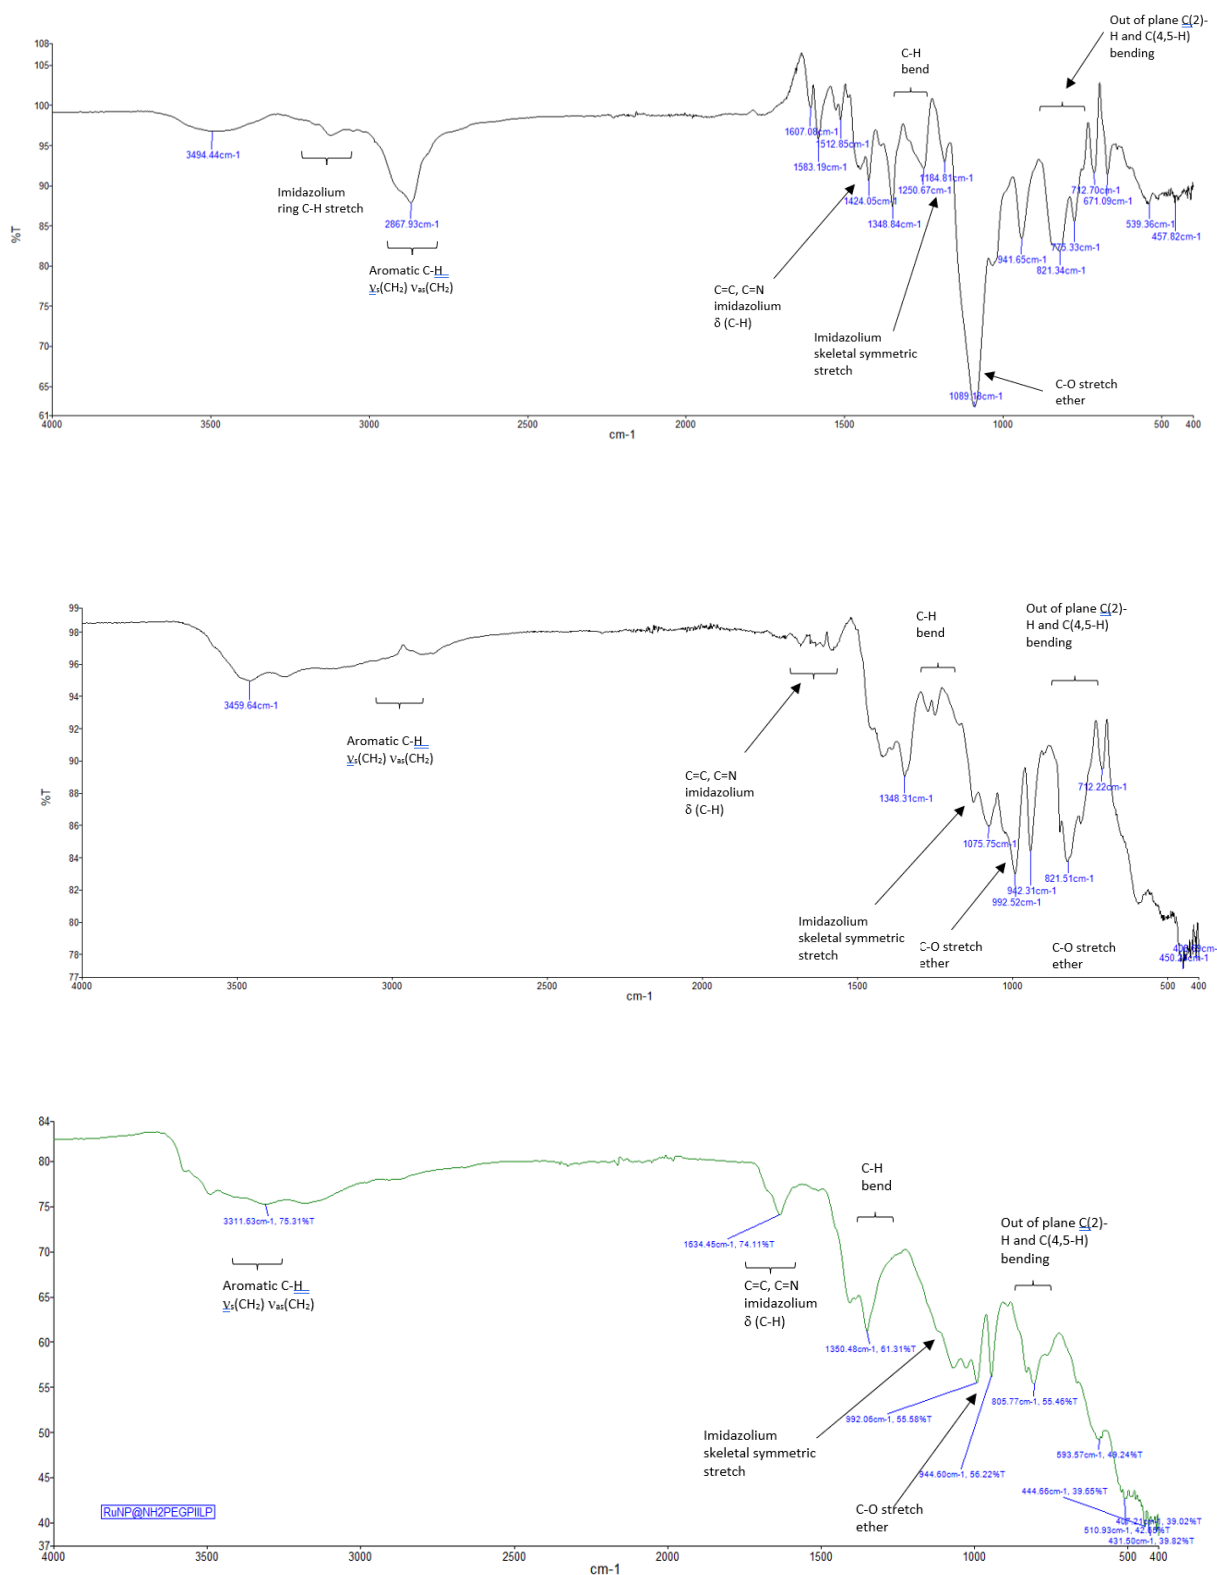 Out of plane C(2)-
H and C(4,5-H)
bending
C-H
bend
108
105
100
95
90
85
80
75
70
65
61
%T
3494.44cm-1
Imidazolium
ring C-H stretch
2867.93cm-1
Aromatic C-H
νs(CH₂) νas(CH₂)
1607.08cm-1
1512.85cm-1
1583.19cm-1
1424.05cm-1
1348.84cm-1
1250.67cm-1
1184.81cm-1
C=C, C=N
imidazolium
δ (C-H)
Imidazolium
skeletal symmetric
stretch
1089.18cm-1
C-O stretch
ether
941.65cm-1
821.34cm-1
775.33cm-1
712.70cm-1
671.09cm-1
539.36cm-1
457.82cm-1
4000 3500 3000 2500 2000 1500 1000 500 400
cm-1
Out of plane C(2)-
H and C(4,5-H)
bending
C-H
bend
99
98
96
94
92
90
88
86
84
82
80
78
77
%T
3459.64cm-1
Aromatic C-H
νs(CH₂) νas(CH₂)
C=C, C=N
imidazolium
δ (C-H)
1348.31cm-1
1075.75cm-1
942.31cm-1
992.52cm-1
821.51cm-1
712.22cm-1
Imidazolium
skeletal symmetric
stretch
C-O stretch
ether
C-O stretch
ether
4000 3500 3000 2500 2000 1500 1000 500 400
cm-1
84
80
75
70
65
60
55
50
45
40
37
%T
C-H
bend
Out of plane C(2)-
H and C(4,5-H)
bending
3311.63cm-1, 75.31%T
Aromatic C-H
νs(CH₂) νas(CH₂)
1634.45cm-1, 74.11%T
C=C, C=N
imidazolium
δ (C-H)
1350.48cm-1, 61.31%T
992.06cm-1, 55.58%T
805.77cm-1, 55.46%T
944.60cm-1, 56.22%T
593.57cm-1, 49.24%T
Imidazolium
skeletal symmetric
stretch
C-O stretch
ether
444.66cm-1, 39.65%T
431.50cm-1, 39.82%T
RuNP@NH2PEGPIILP
4000 3500 3000 2500 2000 1500 1000 500 400
cm-1